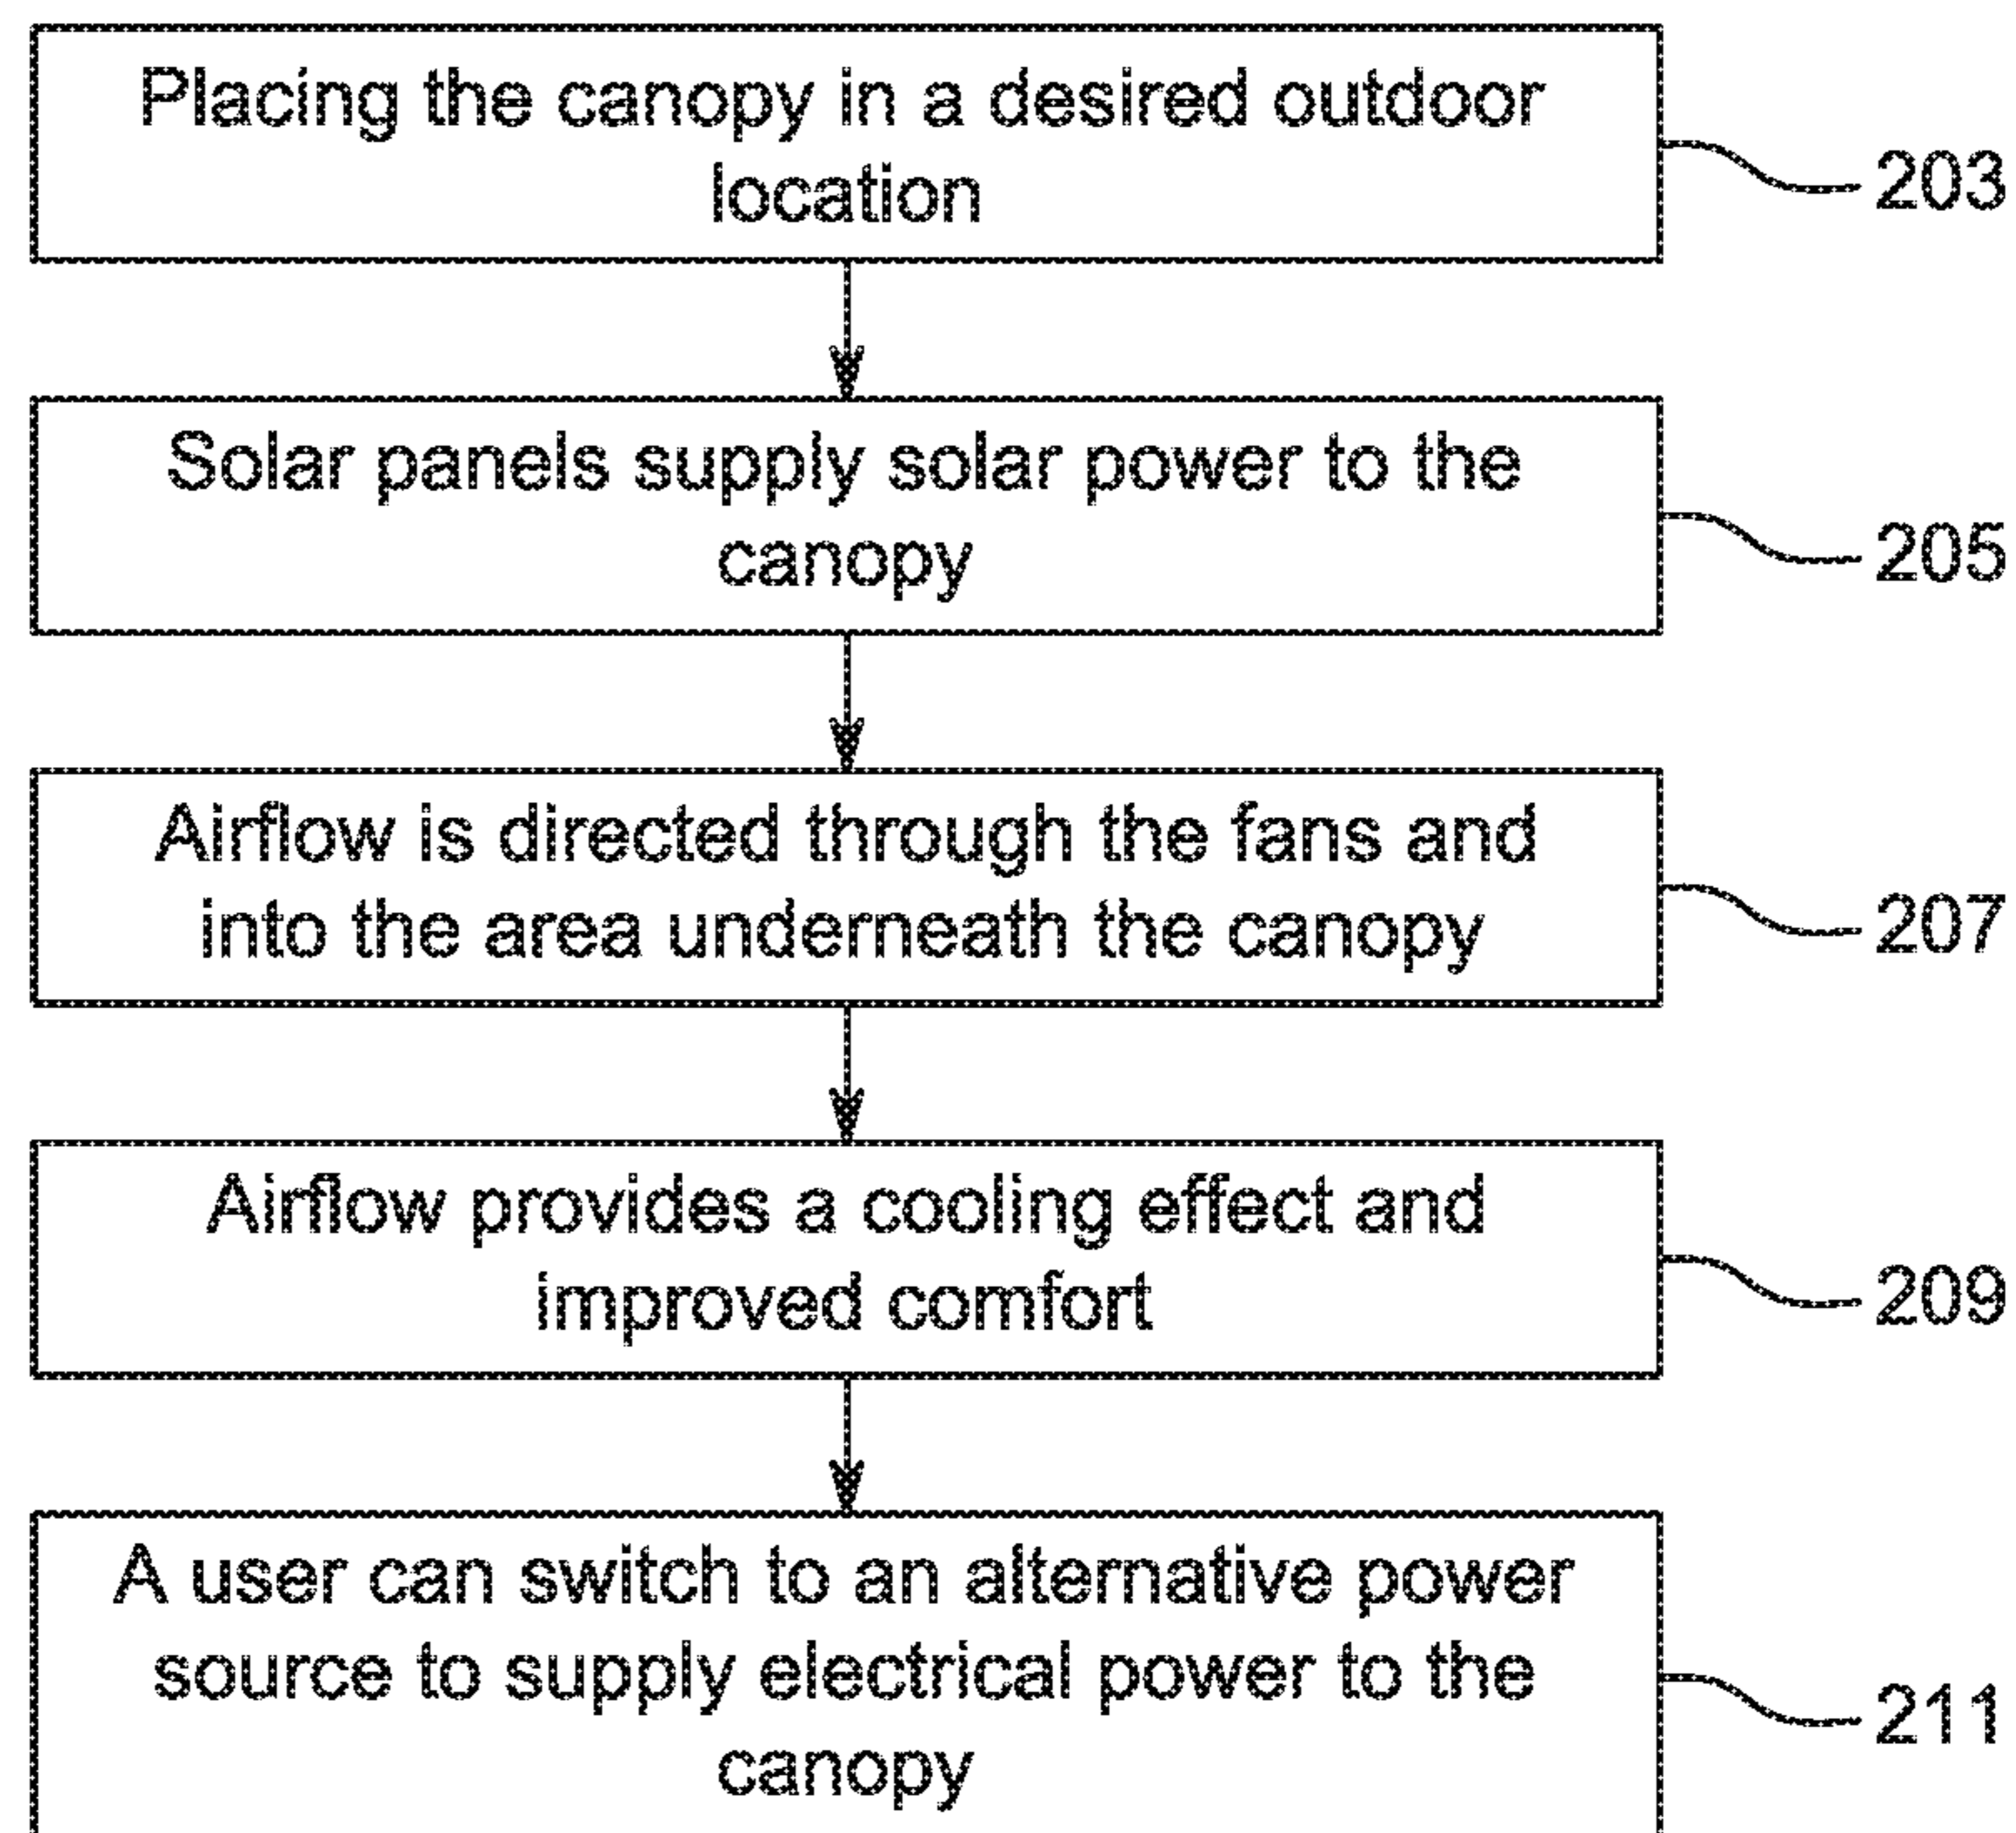 Placing the canopy in a desired outdoor
location
203
Solar panels supply solar power to the
canopy
205
Airflow is directed through the fans and
into the area underneath the canopy
207
Airflow provides a cooling effect and
improved comfort
209
A user can switch to an alternative power
source to supply electrical power to the
canopy
211